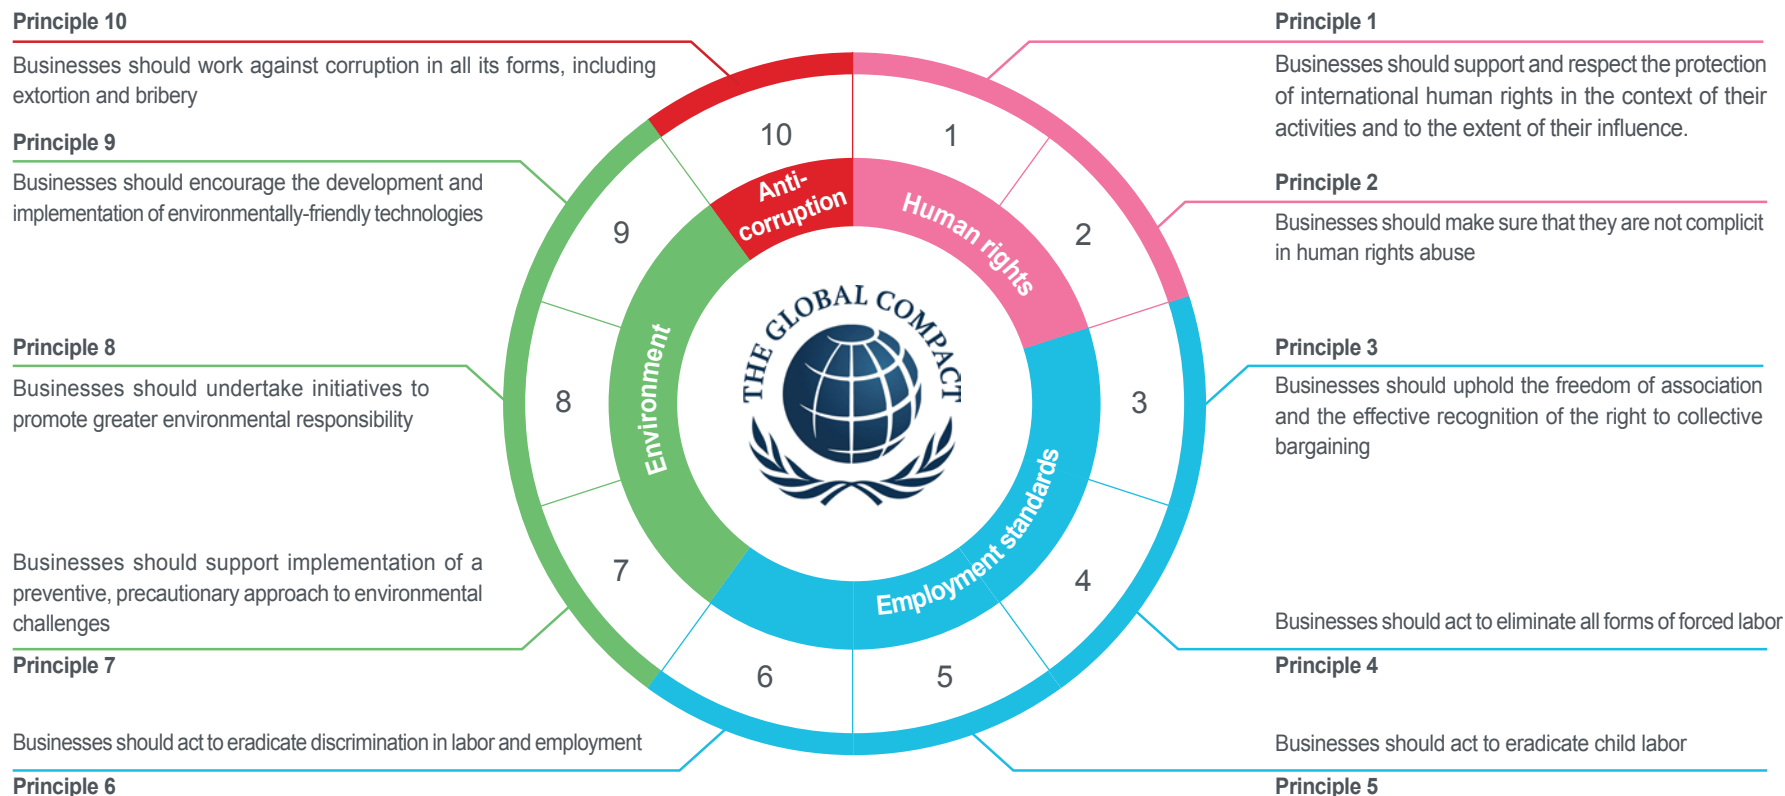 Principle 10
Businesses should work against corruption in all its forms, including
extortion and bribery
Principle 9
Businesses should encourage the development and
implementation of environmentally-friendly technologies
Principle 8
Businesses should undertake initiatives to
promote greater environmental responsibility
Businesses should support implementation of a
preventive, precautionary approach to environmental
challenges
Principle 7
Businesses should act to eradicate discrimination in labor and employment
Principle 6
10
1
9
2
8
3
7
4
6
5
Anti-
corruption
Human rights
Environment
Employment standards
THE GLOBAL COMPACT
Principle 1
Businesses should support and respect the protection
of international human rights in the context of their
activities and to the extent of their influence.
Principle 2
Businesses should make sure that they are not complicit
in human rights abuse
Principle 3
Businesses should uphold the freedom of association
and the effective recognition of the right to collective
bargaining
Businesses should act to eliminate all forms of forced labor
Principle 4
Businesses should act to eradicate child labor
Principle 5